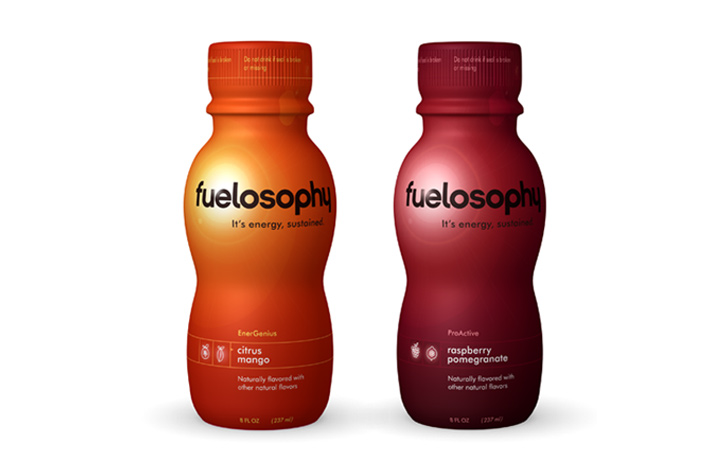 Do not drink if seal is broken
or missing
fuelosophy
It's energy, sustained.
EnerGenius
citrus
mango
Naturally flavored with
other natural flavors
8 FL OZ (237 ml)
Do not drink if seal is broken
or missing
fuelosophy
It's energy, sustained.
ProActive
raspberry
pomegranate
Naturally flavored with
other natural flavors
8 FL OZ (237 ml)